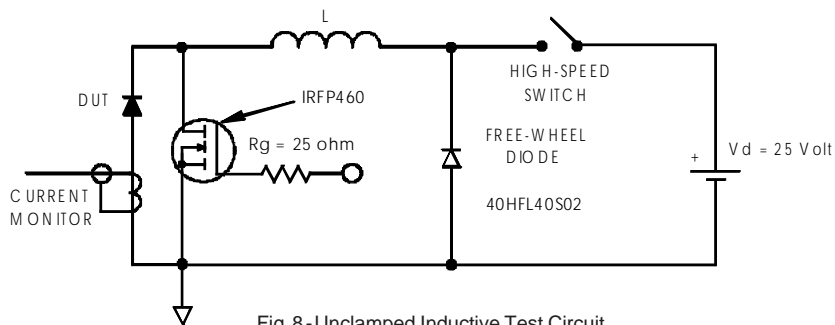 L
HIGH-SPEED
SWITCH
DUT
IRFP460
Rg = 25 ohm
FREE-WHEEL
DIODE
+
Vd = 25 Volt
CURRENT
MONITOR
40HFL40S02
Fig. 8 - Unclamped Inductive Test Circuit